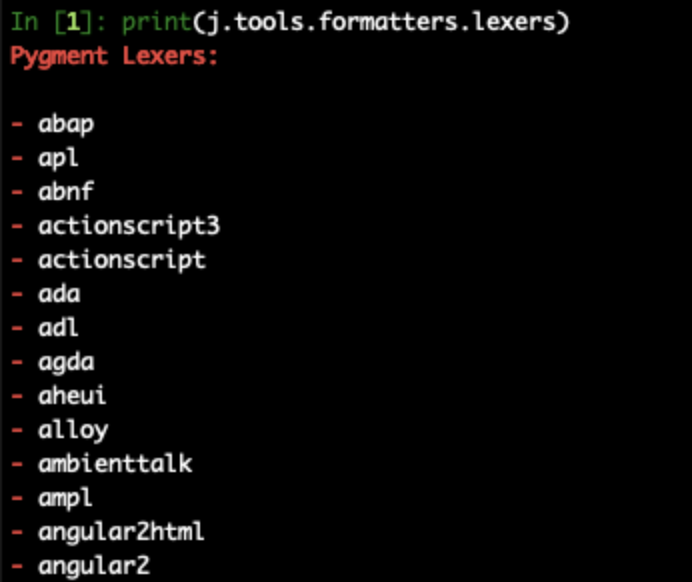 In [1]: print(j.tools.formatters.lexers)
Pygment Lexers:
- abap
- apl
- abnf
- actionscript3
- actionscript
- ada
- adl
- agda
- aheui
- alloy
- ambienttalk
- ampl
- angular2html
- angular2